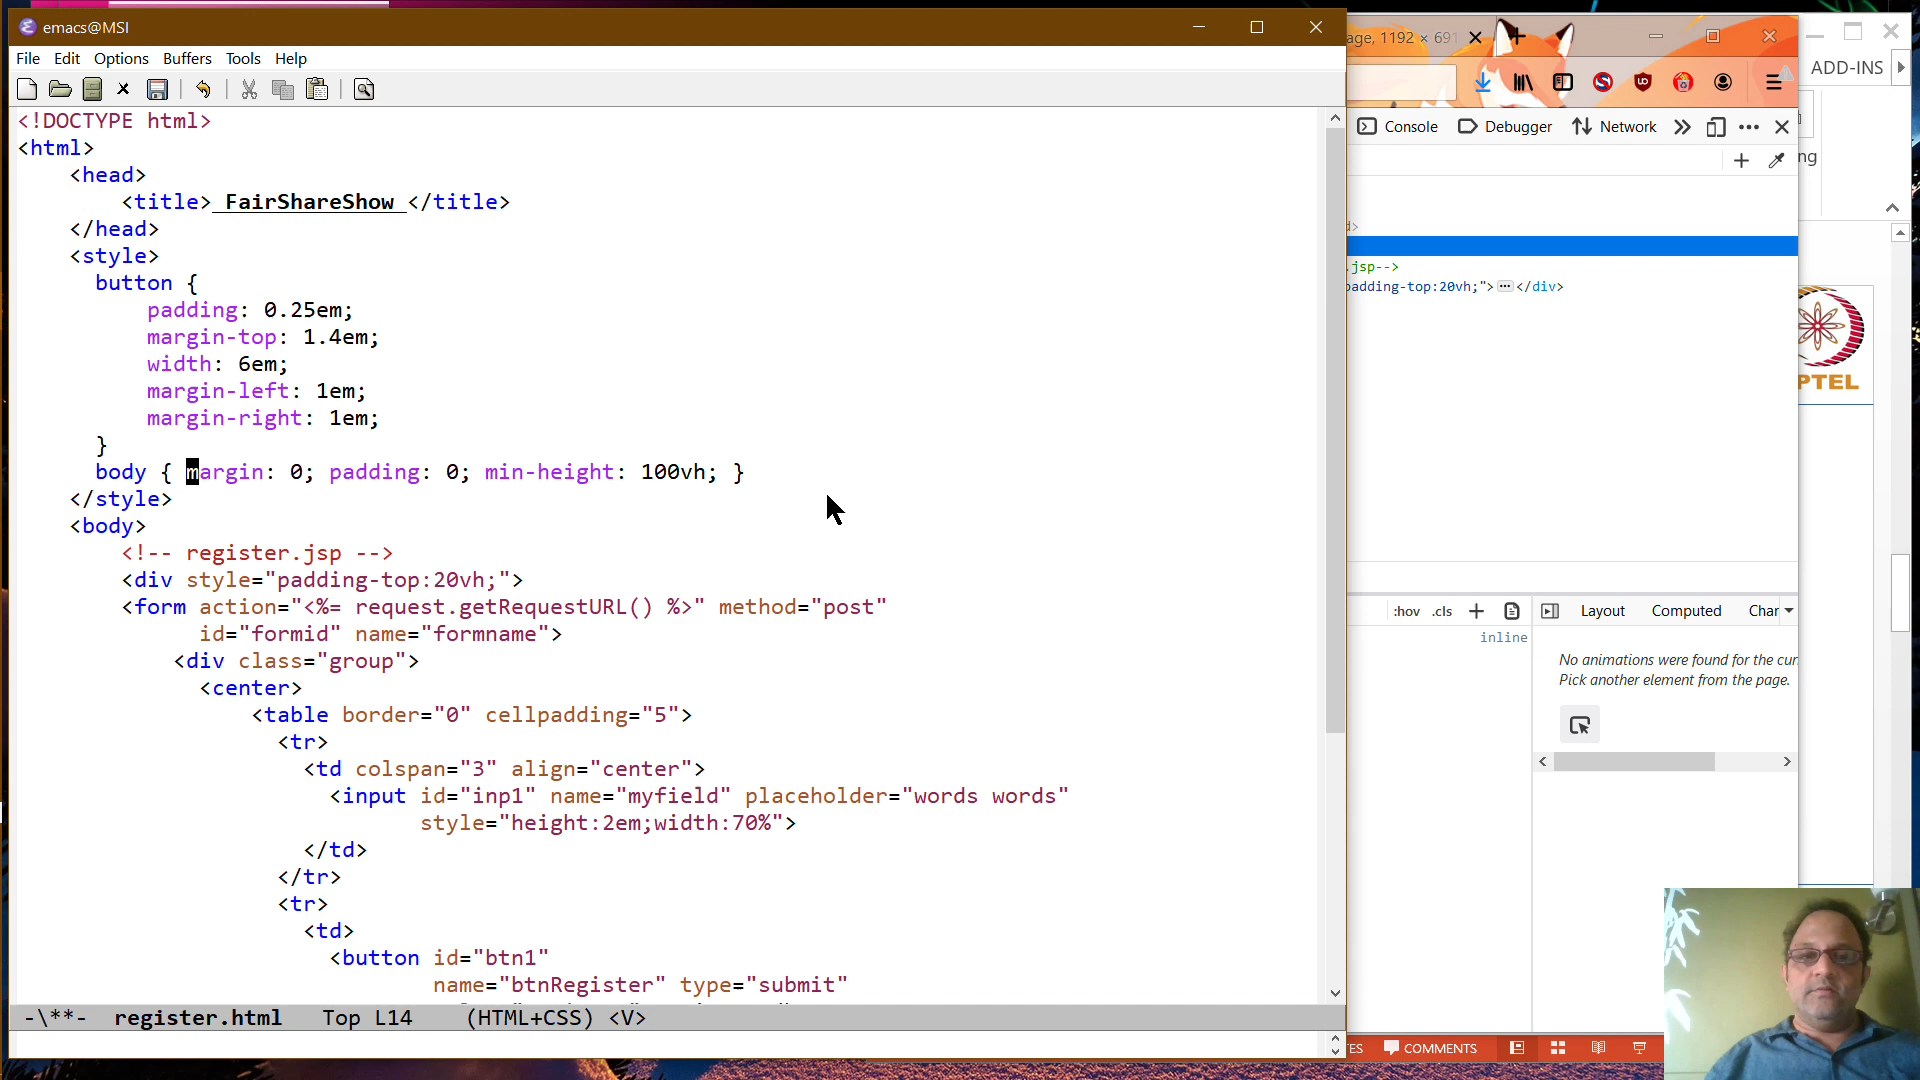 emacs@MSI
File Edit Options Buffers Tools Help
<!DOCTYPE html>
<html>
<head>
<title> FairShareShow </title>
</head>
<style>
button {
padding: 0.25em;
margin-top: 1.4em;
width: 6em;
margin-left: 1em;
margin-right: 1em;
}
body { margin: 0; padding: 0; min-height: 100vh; }
</style>
<body>
<!-- register.jsp -->
<div style="padding-top:20vh;">
<form action="<%= request.getRequestURL() %>" method="post"
id="formid" name="formname">
<div class="group">
<center>
<table border="0" cellpadding="5">
<tr>
<td colspan="3" align="center">
<input id="inp1" name="myfield" placeholder="words words"
style="height:2em;width:70%">
</td>
</tr>
<tr>
<td>
<button id="btn1"
name="btnRegister" type="submit"
-\**- register.html Top L14 (HTML+CSS) <V>
age, 1192 × 691
ADD-INS
Console Debugger Network
ng
d>
.jsp-->
padding-top:20vh;"> </div>
PTEL
:hov .cls + Layout Computed Char
inline
No animations were found for the cur
Pick another element from the page.
TES COMMENTS